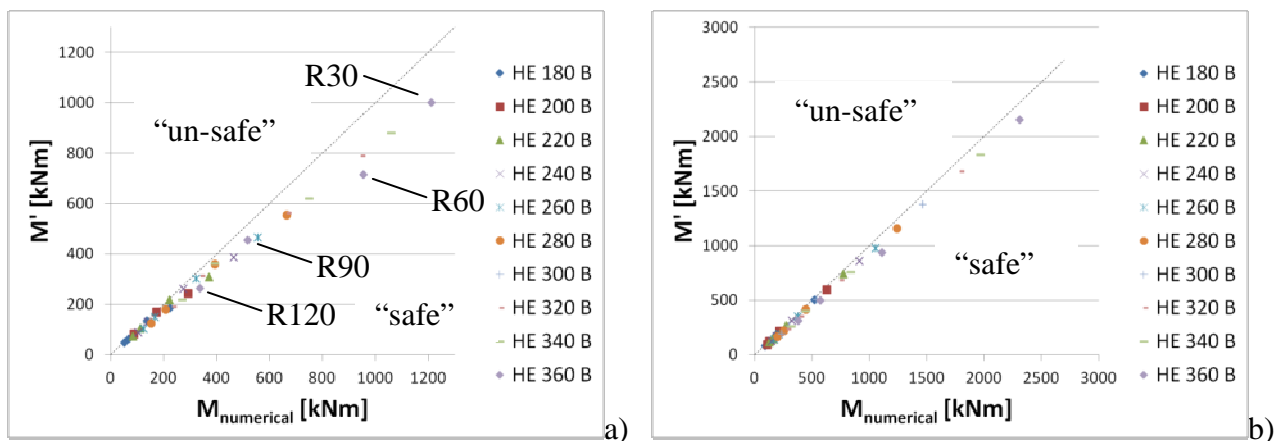 1200
1000
800
600
400
200
0
M' [kNm]
0 200 400 600 800 1000 1200
M_numerical [kNm]
R30
“un-safe”
R60
R90
R120
“safe”
HE 180 B
HE 200 B
HE 220 B
HE 240 B
HE 260 B
HE 280 B
HE 300 B
HE 320 B
HE 340 B
HE 360 B
a)
3000
2500
2000
1500
1000
500
0
M' [kNm]
0 500 1000 1500 2000 2500 3000
M_numerical [kNm]
“un-safe”
“safe”
HE 180 B
HE 200 B
HE 220 B
HE 240 B
HE 260 B
HE 280 B
HE 300 B
HE 320 B
HE 340 B
HE 360 B
b)